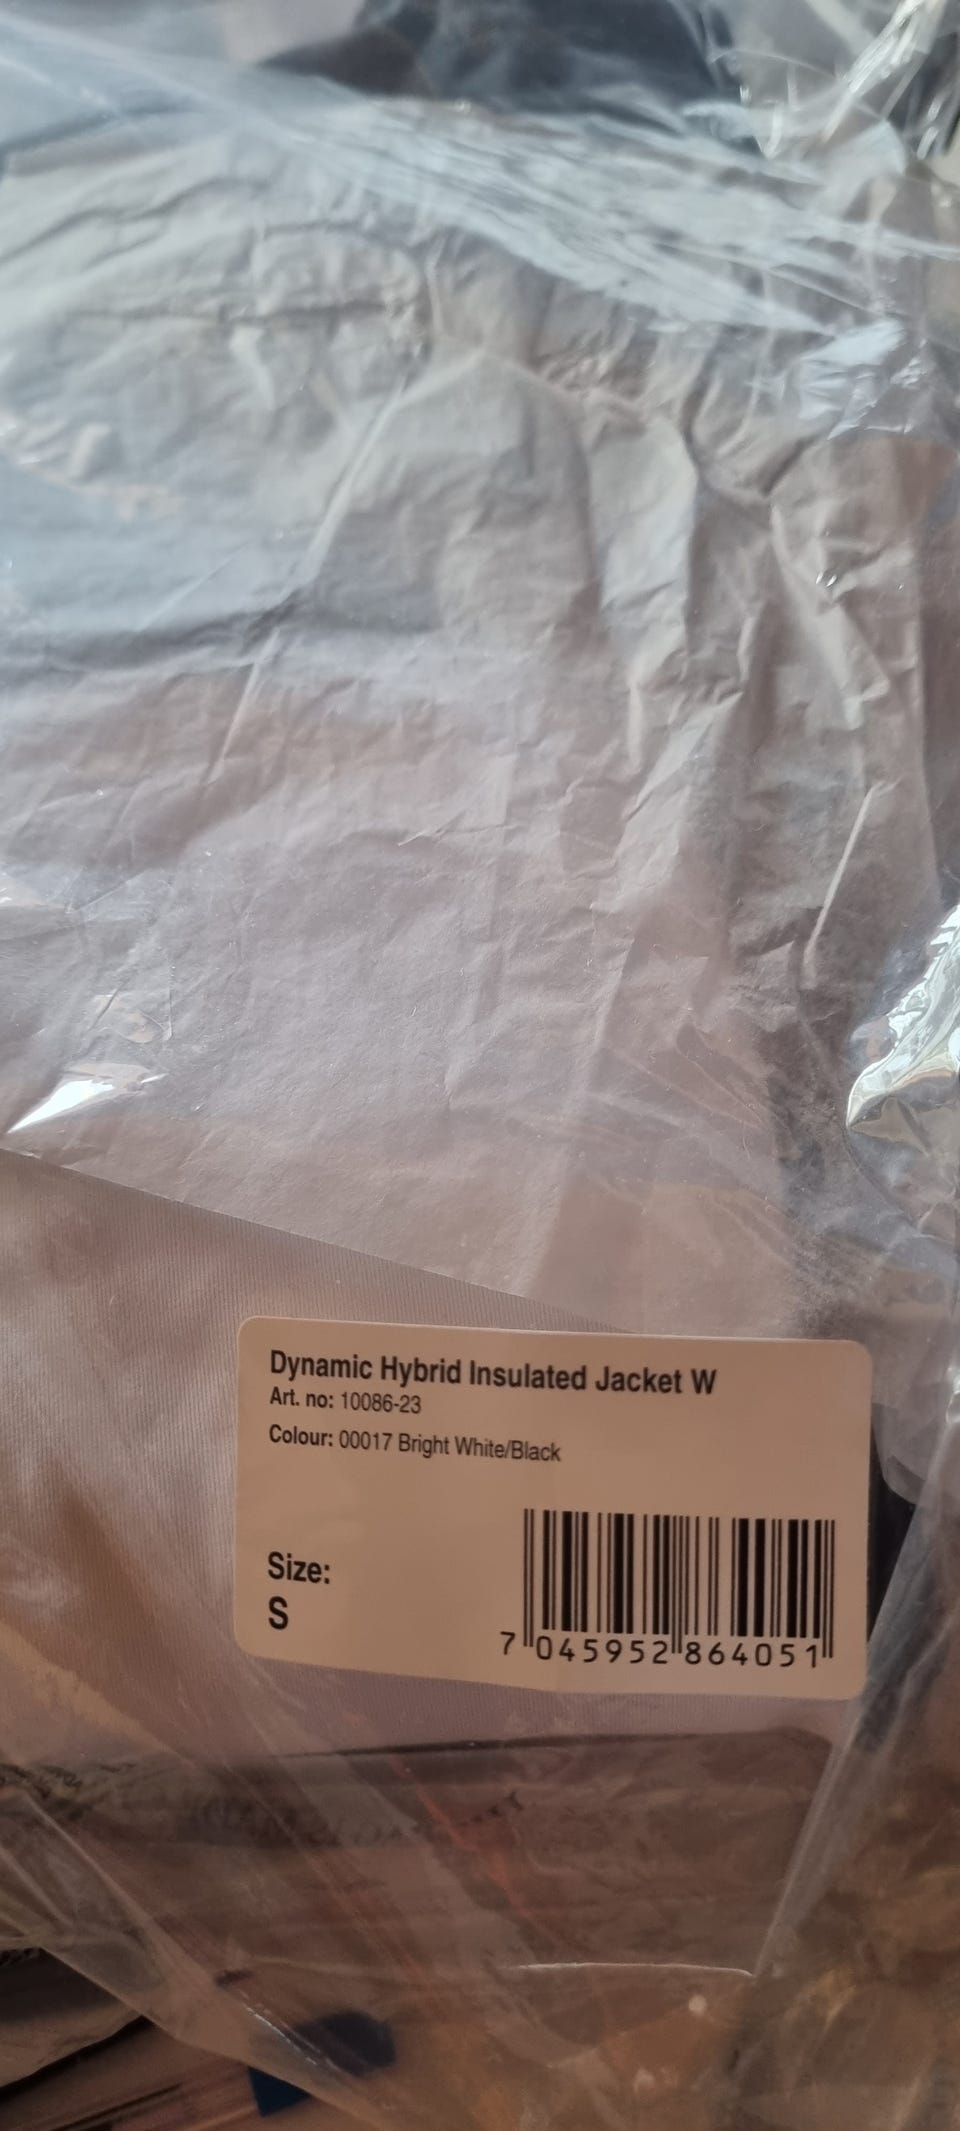 Dynamic Hybrid Insulated Jacket W
Art. no: 10086-23
Colour: 00017 Bright White/Black
Size:
S
7 045952 864051